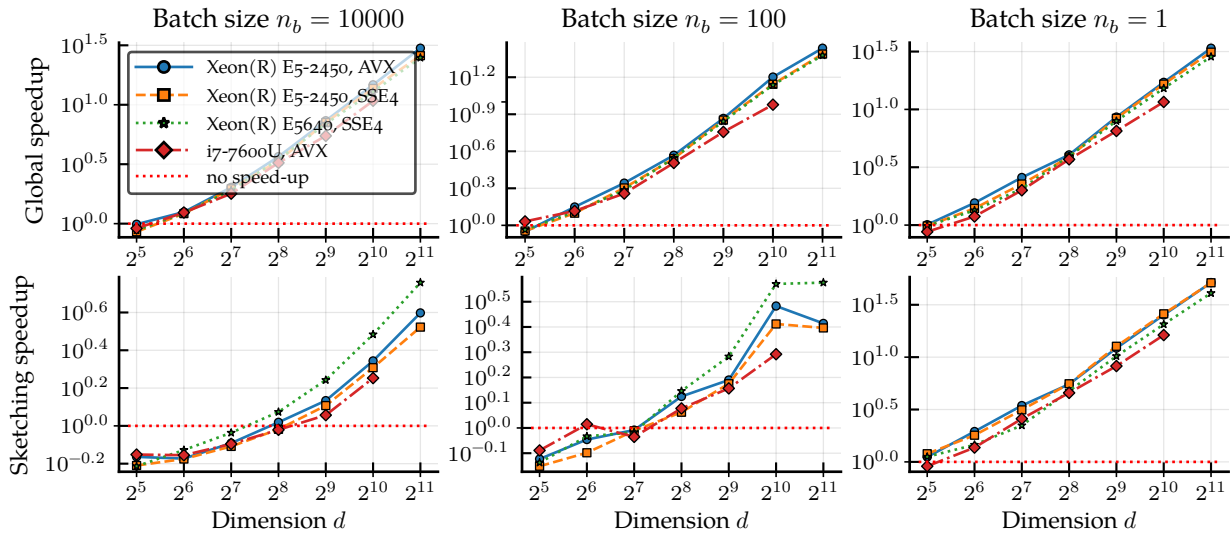 Batch size n_b = 10000
Batch size n_b = 100
Batch size n_b = 1
Global speedup
10^1.5
10^1.0
10^0.5
10^0.0
Xeon(R) E5-2450, AVX
Xeon(R) E5-2450, SSE4
Xeon(R) E5640, SSE4
i7-7600U, AVX
no speed-up
2^5 2^6 2^7 2^8 2^9 2^10 2^11
10^1.2
10^0.9
10^0.6
10^0.3
10^0.0
2^5 2^6 2^7 2^8 2^9 2^10 2^11
10^1.5
10^1.0
10^0.5
10^0.0
2^5 2^6 2^7 2^8 2^9 2^10 2^11
Sketching speedup
10^0.6
10^0.4
10^0.2
10^0.0
10^−0.2
2^5 2^6 2^7 2^8 2^9 2^10 2^11
Dimension d
10^0.5
10^0.4
10^0.3
10^0.2
10^0.1
10^0.0
10^−0.1
2^5 2^6 2^7 2^8 2^9 2^10 2^11
Dimension d
10^1.5
10^1.0
10^0.5
10^0.0
2^5 2^6 2^7 2^8 2^9 2^10 2^11
Dimension d